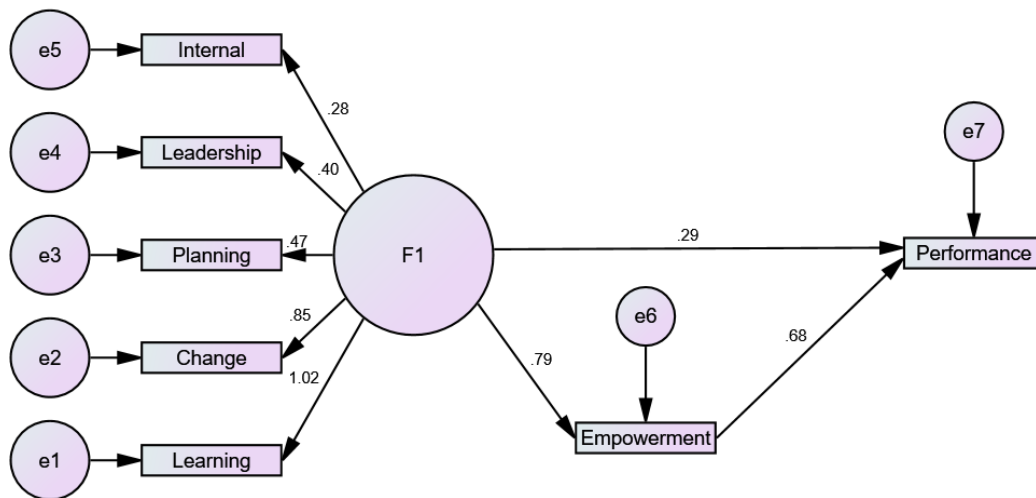 e5
Internal
.28
e4
Leadership
.40
e7
e3
Planning
.47
F1
.29
Performance
e6
e2
Change
.85
.79
.68
1.02
Empowerment
e1
Learning